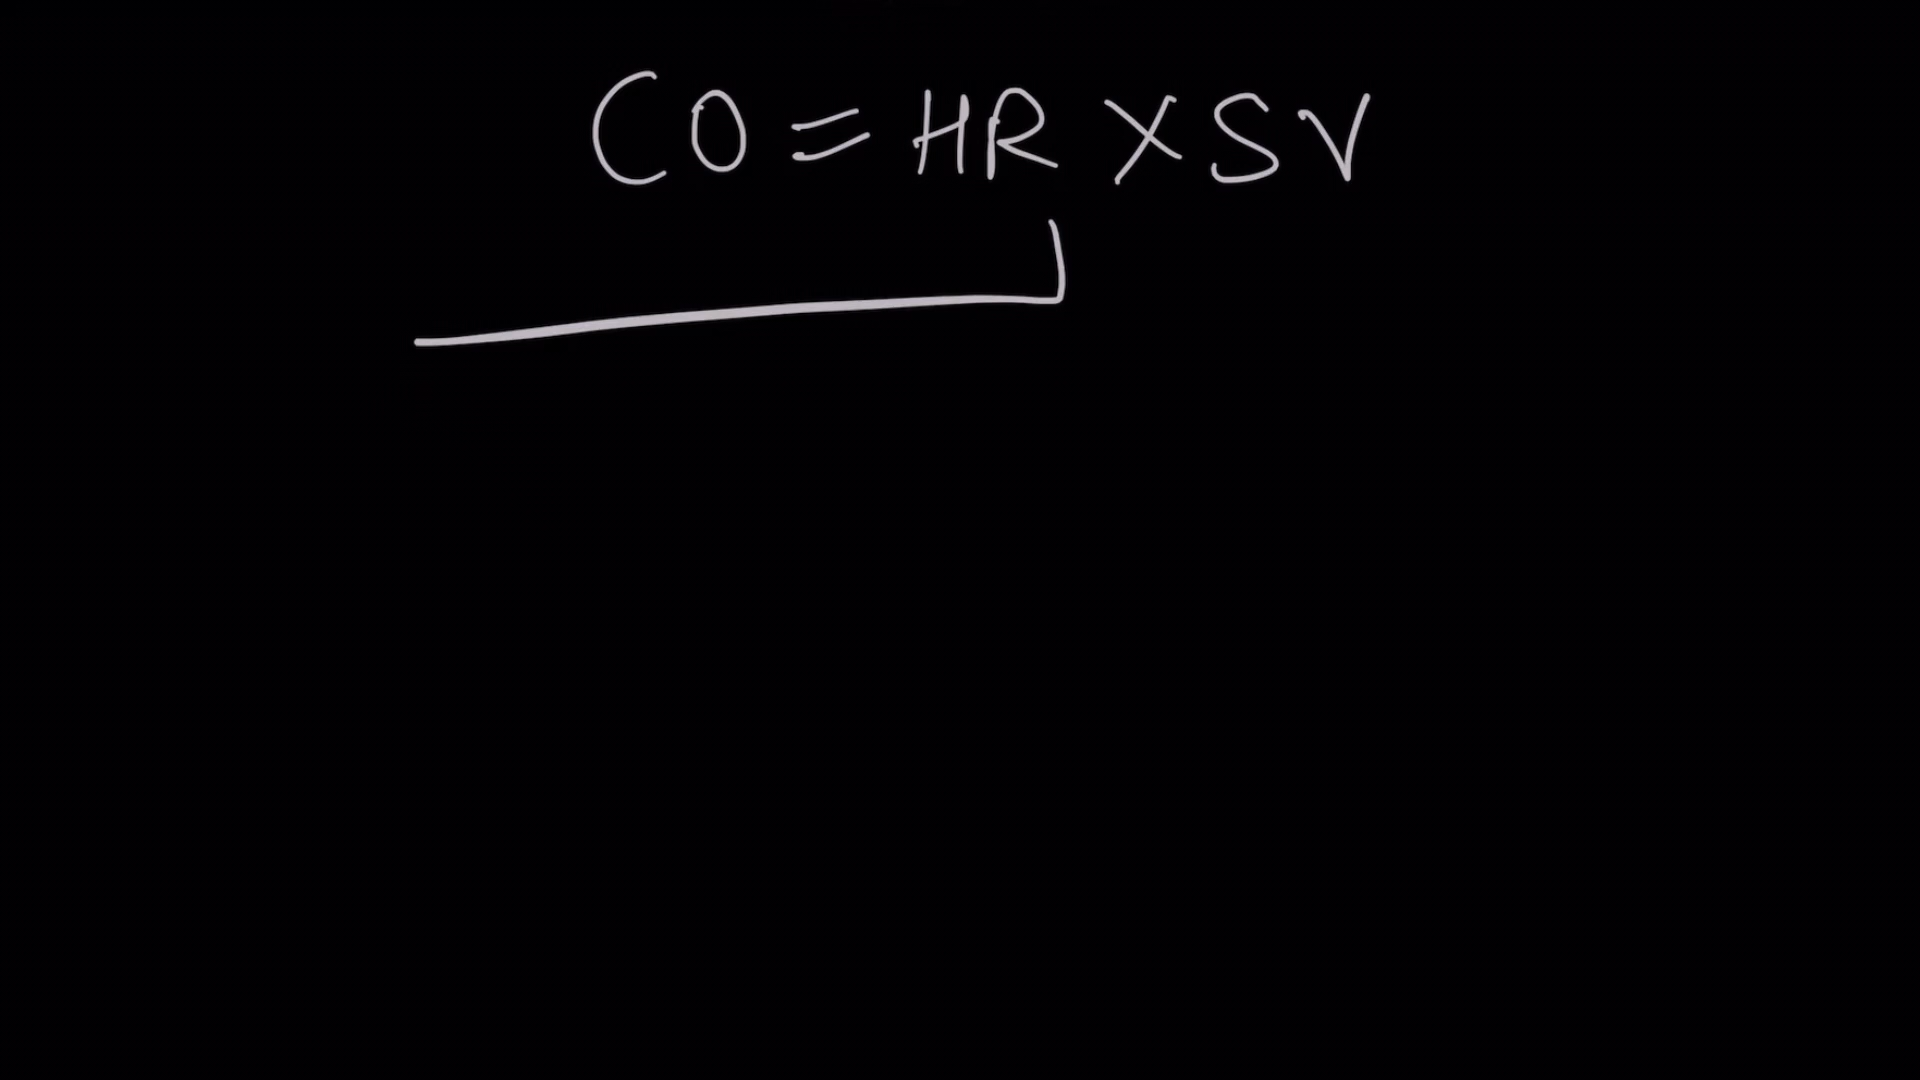 CO = HR X SV